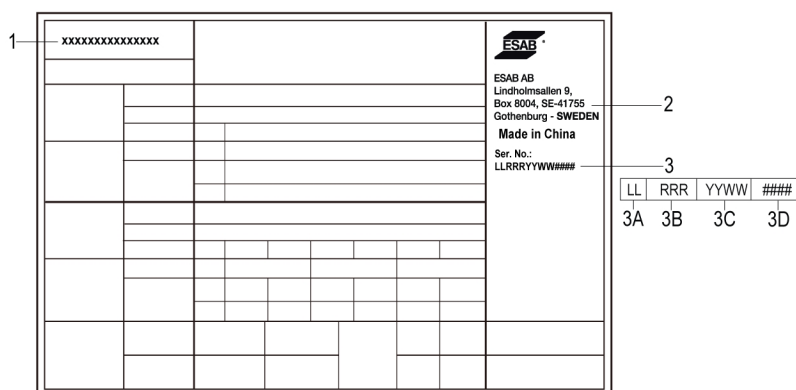 1
xxxxxxxxxxxxxxx
ESAB
ESAB AB
Lindholmsallen 9,
Box 8004, SE-41755
Gothenburg - SWEDEN
2
Made in China
Ser. No.:
LLRRRYYWW####
3
LL RRR YYWW ####
3A 3B 3C 3D